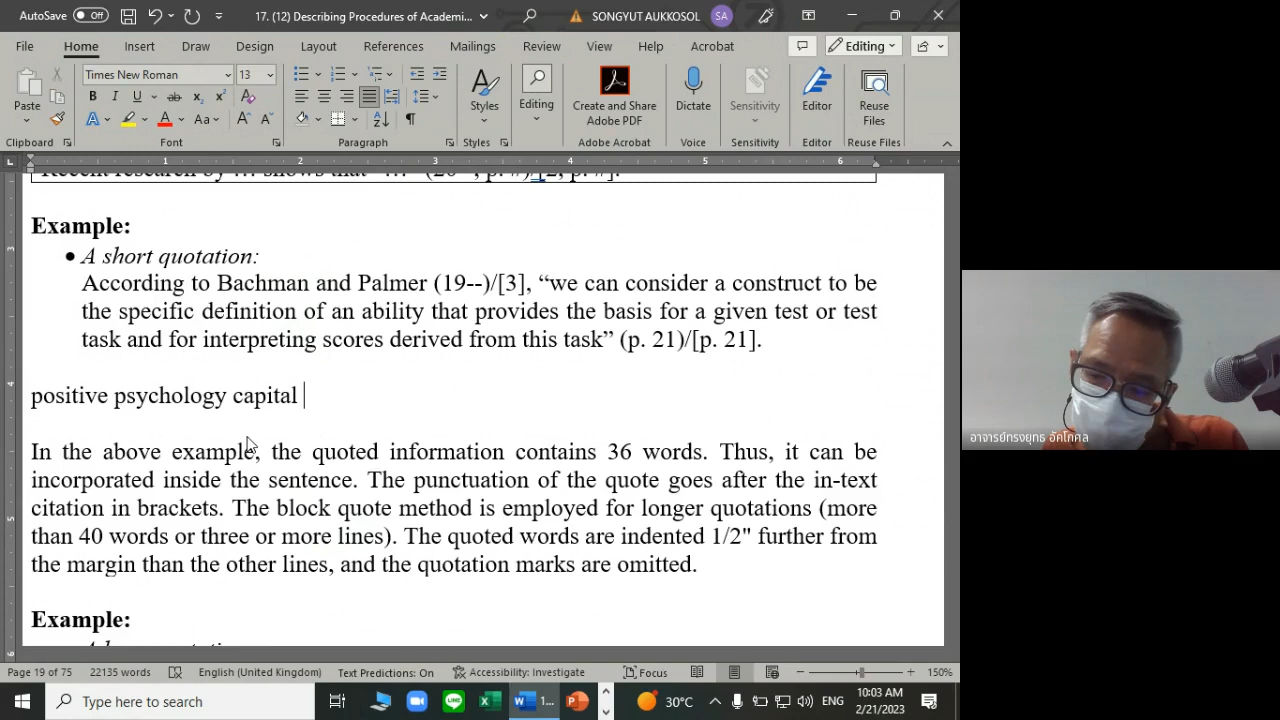 AutoSave Off 17. (12) Describing Procedures of Academi... SONGYUT AUKKOSOL SA
File Home Insert Draw Design Layout References Mailings Review View Help Acrobat Editing
Times New Roman 13
Paste Styles Editing Create and Share Adobe PDF Dictate Sensitivity Editor Reuse Files
Clipboard Font Paragraph Styles Adobe Acrobat Voice Sensitivity Editor Reuse Files
1 2 3 4 5 6
Example:
• A short quotation:
According to Bachman and Palmer (19--)/[3], “we can consider a construct to be
the specific definition of an ability that provides the basis for a given test or test
task and for interpreting scores derived from this task” (p. 21)/[p. 21].
positive psychology capital
In the above example, the quoted information contains 36 words. Thus, it can be
incorporated inside the sentence. The punctuation of the quote goes after the in-text
citation in brackets. The block quote method is employed for longer quotations (more
than 40 words or three or more lines). The quoted words are indented 1/2" further from
the margin than the other lines, and the quotation marks are omitted.
Example:
อาจารย์ทรงยุทธ อัคโกศล
Page 19 of 75 22135 words English (United Kingdom) Text Predictions: On Accessibility: Investigate Focus 150%
Type here to search 1... 30°C ENG 10:03 AM
2/21/2023